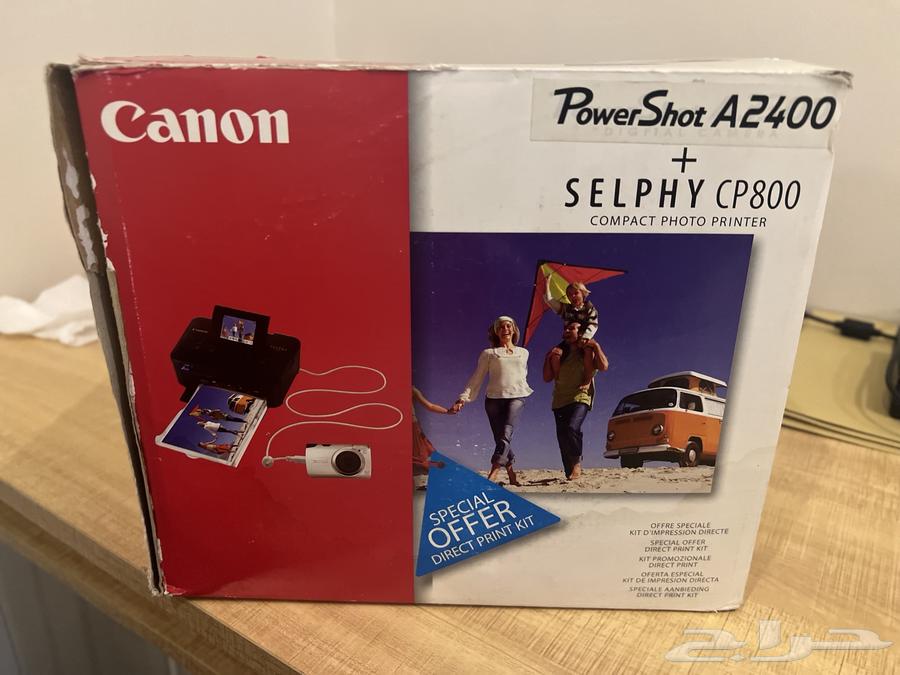 Canon
PowerShot A2400
"DIGITAL CAMERA"
+
SELPHY CP800
COMPACT PHOTO PRINTER
Canon
SPECIAL
OFFER
DIRECT PRINT KIT
OFFRE SPECIALE
KIT D'IMPRESSION DIRECTE
SPECIAL OFFER
DIRECT PRINT KIT
KIT PROMOZIONALE
DIRECT PRINT
OFERTA ESPECIAL
KIT DE IMPRESION DIRECTA
SPECIALE AANBIEDING
DIRECT PRINT KIT
حراج